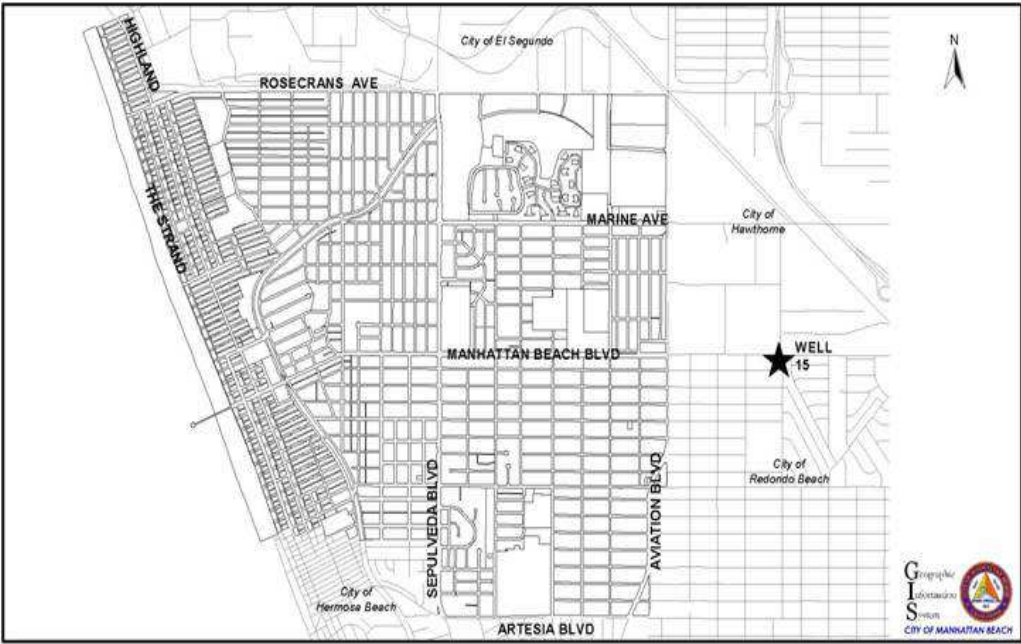 HIGHLAND
City of El Segundo
N
ROSECRANS AVE
THE STRAND
MARINE AVE
City of
Hawthorne
MANHATTAN BEACH BLVD
WELL
15
SEPULVEDA BLVD
AVIATION BLVD
City of
Redondo Beach
City of
Hermosa Beach
ARTESIA BLVD
Geographic
Information
System
CITY OF MANHATTAN BEACH